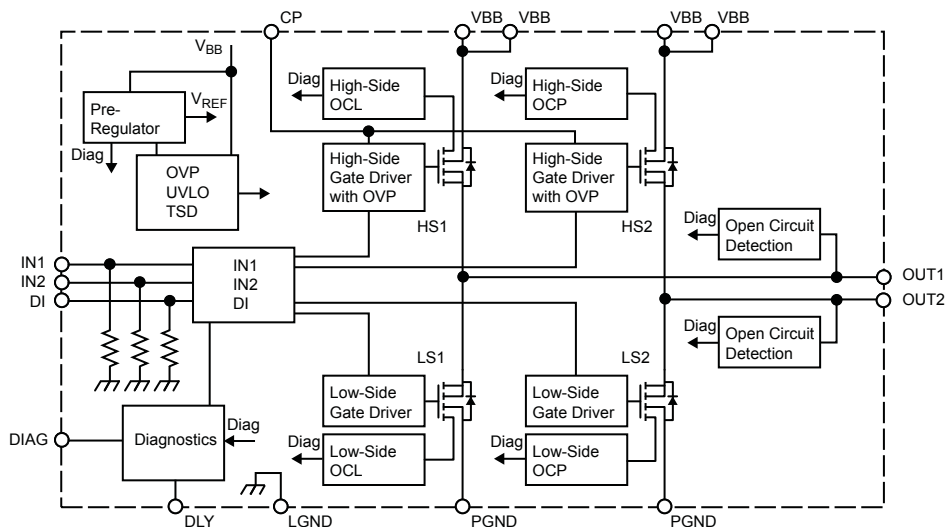 CP
VBB
VBB
VBB
VBB
VBB
Diag
High-Side
OCL
Diag
High-Side
OCP
Pre-
Regulator
VREF
Diag
OVP
UVLO
TSD
High-Side
Gate Driver
with OVP
High-Side
Gate Driver
with OVP
HS1
HS2
Diag
Open Circuit
Detection
IN1
IN2
DI
IN1
IN2
DI
OUT1
OUT2
Diag
Open Circuit
Detection
LS1
LS2
Low-Side
Gate Driver
Low-Side
Gate Driver
DIAG
Diagnostics
Diag
Diag
Low-Side
OCL
Diag
Low-Side
OCP
DLY
LGND
PGND
PGND